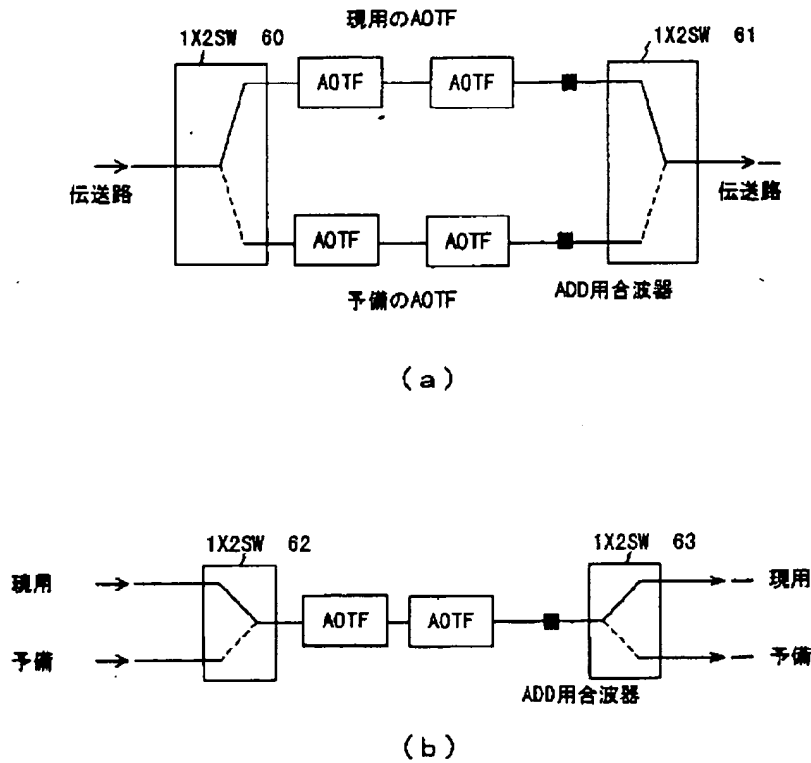 現用のAOTF
1X2SW 60
1X2SW 61
AOTF
AOTF
伝送路
伝送路
AOTF
AOTF
予備のAOTF
ADD用合波器
(a)
1X2SW 62
1X2SW 63
現用
現用
AOTF
AOTF
予備
予備
ADD用合波器
(b)